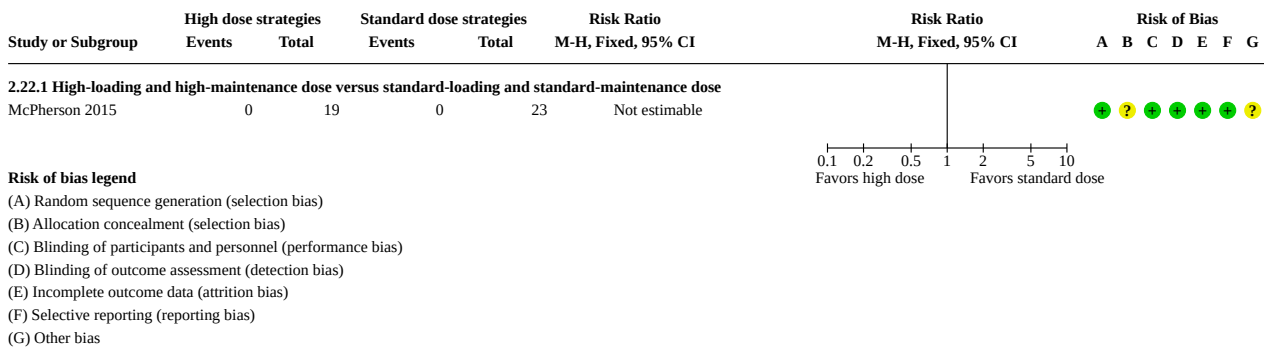 High dose strategies Standard dose strategies Risk Ratio Risk Ratio Risk of Bias
Study or Subgroup Events Total Events Total M-H, Fixed, 95% CI M-H, Fixed, 95% CI A B C D E F G
2.22.1 High-loading and high-maintenance dose versus standard-loading and standard-maintenance dose
McPherson 2015 0 19 0 23 Not estimable + ? + + + + ?
0.1 0.2 0.5 1 2 5 10
Favors high dose Favors standard dose
Risk of bias legend
(A) Random sequence generation (selection bias)
(B) Allocation concealment (selection bias)
(C) Blinding of participants and personnel (performance bias)
(D) Blinding of outcome assessment (detection bias)
(E) Incomplete outcome data (attrition bias)
(F) Selective reporting (reporting bias)
(G) Other bias